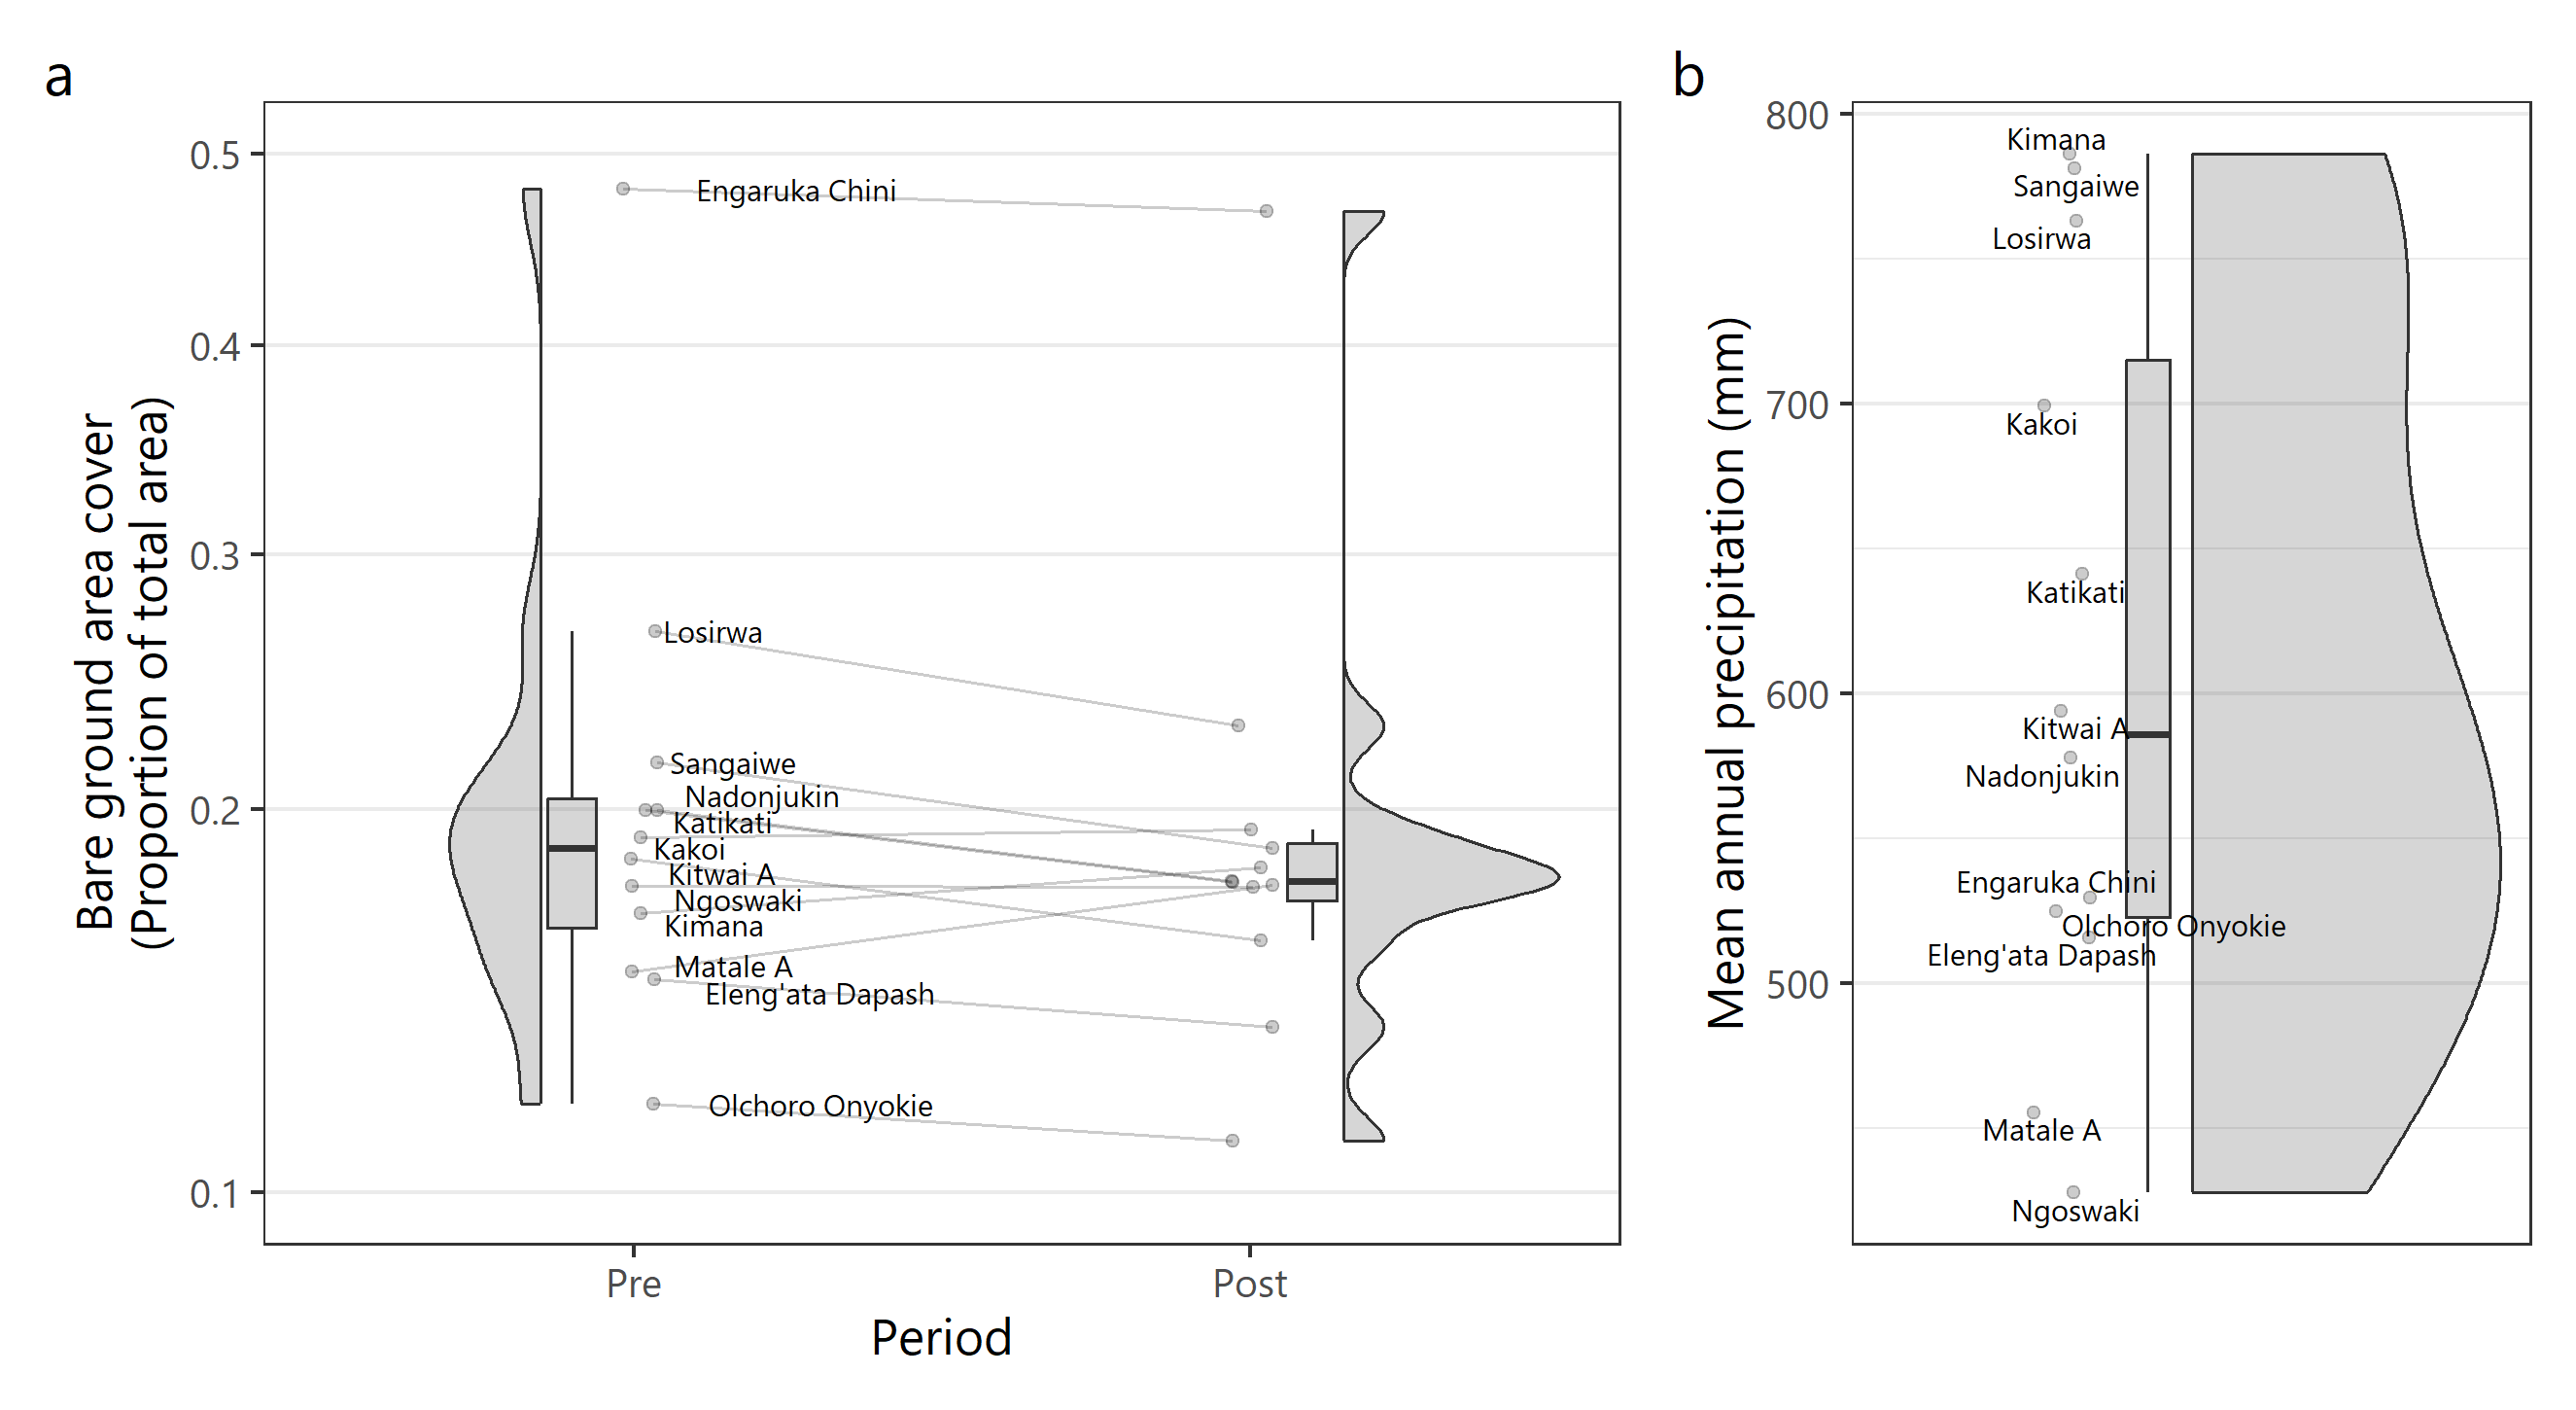 a
Bare ground area cover
(Proportion of total area)
0.5
0.4
0.3
0.2
0.1
Engaruka Chini
Losirwa
Sangaiwe
Nadonjukin
Katikati
Kakoi
Kitwai A
Ngoswaki
Kimana
Matale A
Eleng'ata Dapash
Olchoro Onyokie
Pre
Post
Period
b
Mean annual precipitation (mm)
800
700
600
500
Kimana
Sangaiwe
Losirwa
Kakoi
Katikati
Kitwai A
Nadonjukin
Engaruka Chini
Olchoro Onyokie
Eleng'ata Dapash
Matale A
Ngoswaki